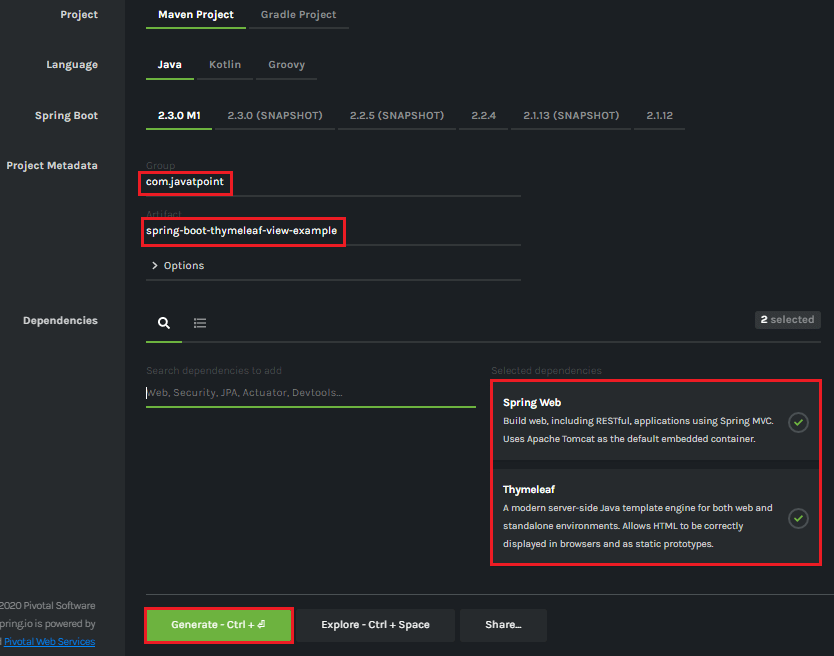 Project
Maven Project
Gradle Project
Language
Java
Kotlin
Groovy
Spring Boot
2.3.0 M1
2.3.0 (SNAPSHOT)
2.2.5 (SNAPSHOT)
2.2.4
2.1.13 (SNAPSHOT)
2.1.12
Project Metadata
Group
com.javatpoint
Artifact
spring-boot-thymeleaf-view-example
Options
Dependencies
2 selected
Search dependencies to add
Web, Security, JPA, Actuator, Devtools...
Selected dependencies
Spring Web
Build web, including RESTful, applications using Spring MVC.
Uses Apache Tomcat as the default embedded container.
Thymeleaf
A modern server-side Java template engine for both web and
standalone environments. Allows HTML to be correctly
displayed in browsers and as static prototypes.
2020 Pivotal Software
pring.io is powered by
d Pivotal Web Services
Generate - Ctrl + ⏎
Explore - Ctrl + Space
Share...